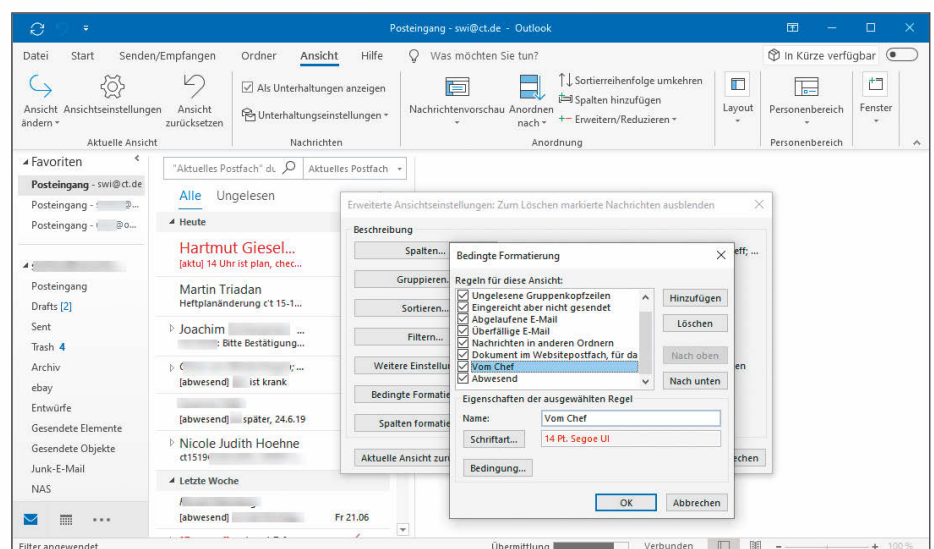 Posteingang - swi@ct.de - Outlook
Datei Start Senden/Empfangen Ordner Ansicht Hilfe Was möchten Sie tun? In Kürze verfügbar
Ansicht ändern
Ansichtseinstellungen
Ansicht zurücksetzen
Aktuelle Ansicht
Als Unterhaltungen anzeigen
Unterhaltungseinstellungen
Nachrichten
Nachrichtenvorschau
Anordnen nach
Sortierreihenfolge umkehren
Spalten hinzufügen
Erweitern/Reduzieren
Anordnung
Layout
Personenbereich
Personenbereich
Fenster
Favoriten
Posteingang - swi@ct.de
Posteingang -
Posteingang -
Posteingang
Drafts [2]
Sent
Trash 4
Archiv
ebay
Entwürfe
Gesendete Elemente
Gesendete Objekte
Junk-E-Mail
NAS
"Aktuelles Postfach" du Aktuelles Postfach
Alle Ungelesen
Heute
Hartmut Giesel...
[aktu] 14 Uhr ist plan, chec...
Martin Triadan
Heftplanänderung c't 15-1...
Joachim ...
: Bitte Bestätigung...
[abwesend] ist krank
[abwesend] später, 24.6.19
Nicole Judith Hoehne
ct1519
Letzte Woche
[abwesend] Fr 21.06
Erweiterte Ansichtseinstellungen: Zum Löschen markierte Nachrichten ausblenden
Beschreibung
Spalten...
Gruppieren.
Sortieren...
Filtern...
Weitere Einstellu
Bedingte Formatie
Spalten formatie
Aktuelle Ansicht zur
eff; ...
en
echen
Bedingte Formatierung
Regeln für diese Ansicht:
Ungelesene Gruppenkopfzeilen
Eingereicht aber nicht gesendet
Abgelaufene E-Mail
Überfällige E-Mail
Nachrichten in anderen Ordnern
Dokument im Websitepostfach, für da
Vom Chef
Abwesend
Hinzufügen
Löschen
Nach oben
Nach unten
Eigenschaften der ausgewählten Regel
Name: Vom Chef
Schriftart... 14 Pt. Segoe UI
Bedingung...
OK Abbrechen
Filter angewendet
Übermittlung Verbunden 100 %